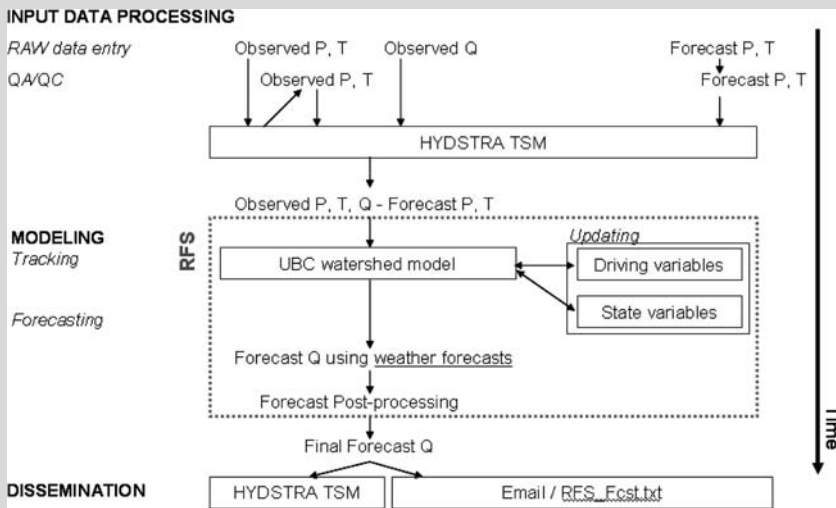 INPUT DATA PROCESSING
RAW data entry
Observed P, T
Observed Q
Forecast P, T
QA/QC
Observed P, T
Forecast P, T
HYDSTRA TSM
Observed P, T, Q - Forecast P, T
MODELING
Tracking
RFS
UBC watershed model
Updating
Driving variables
State variables
Forecasting
Forecast Q using weather forecasts
Forecast Post-processing
Final Forecast Q
Time
DISSEMINATION
HYDSTRA TSM
Email / RFS_Fcst.txt